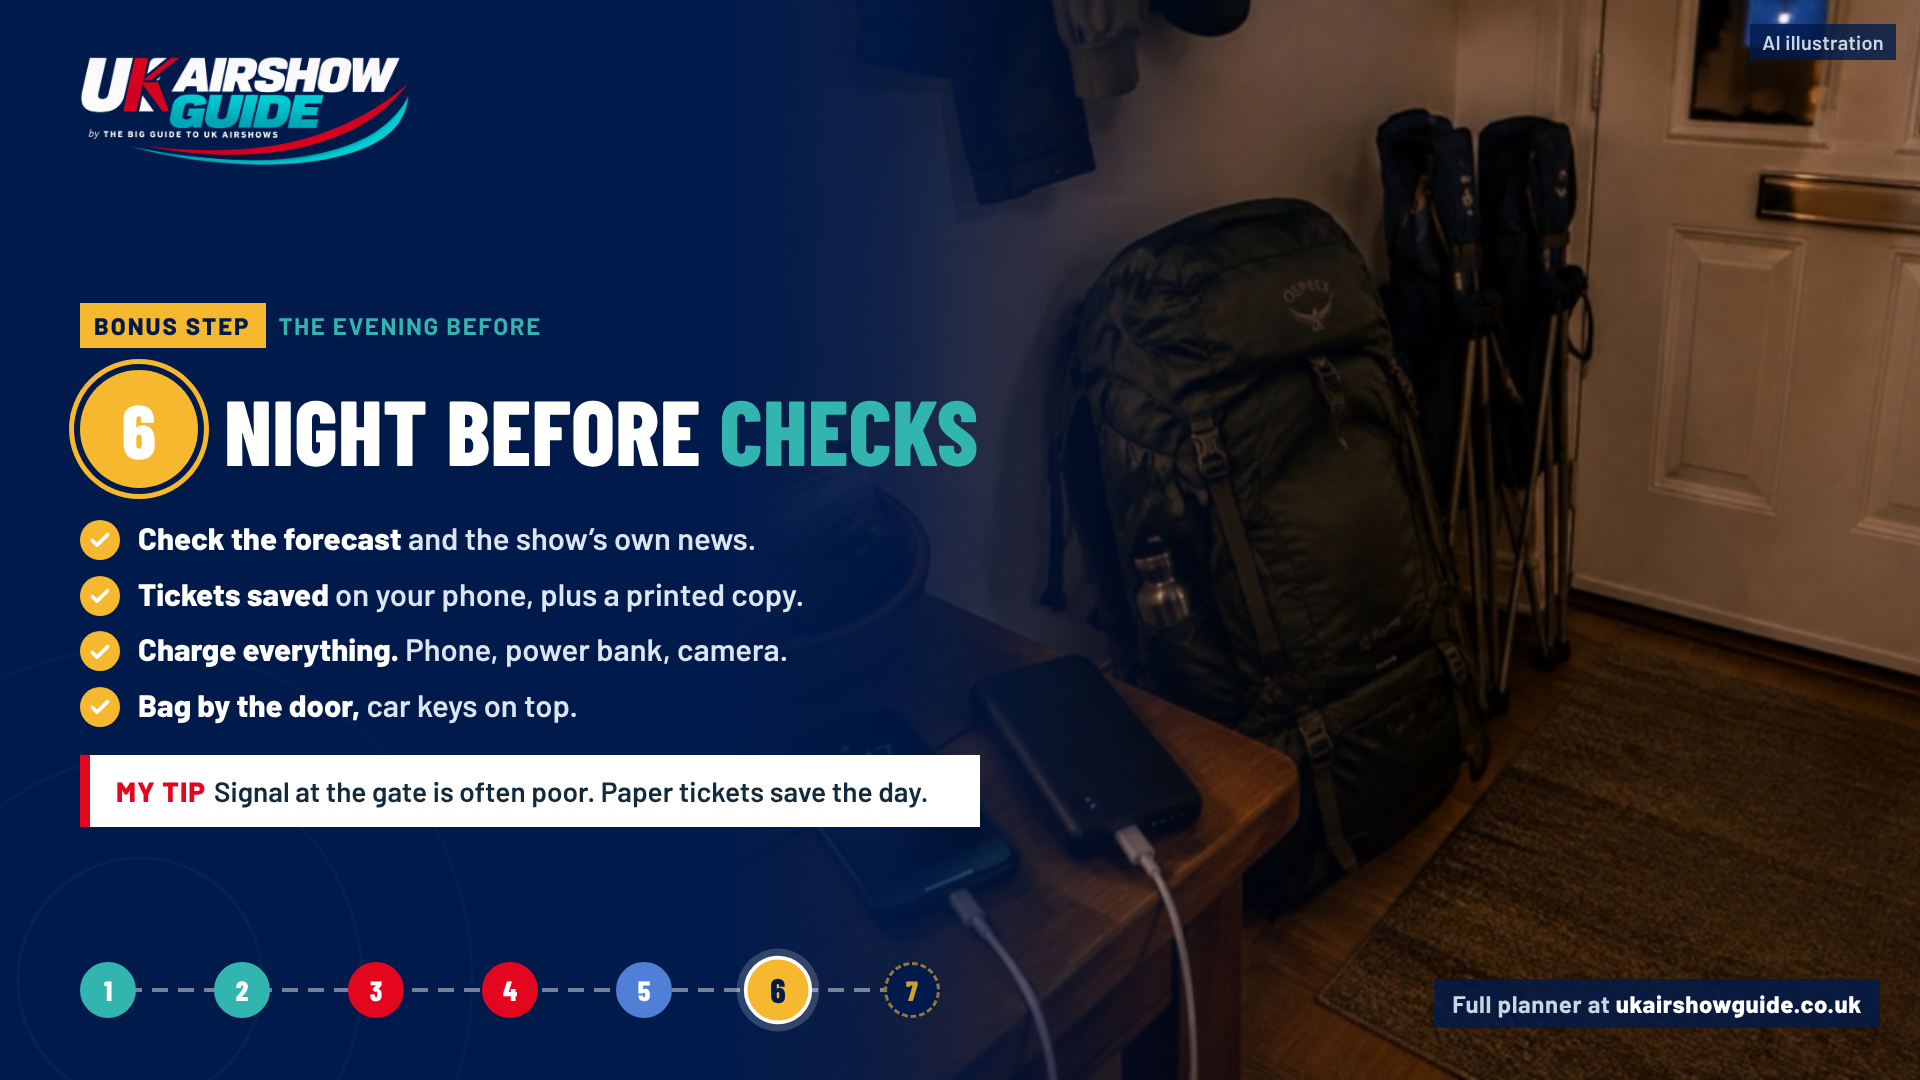 UK AIRSHOW
GUIDE
by THE BIG GUIDE TO UK AIRSHOWS
AI illustration
BONUS STEP THE EVENING BEFORE
6 NIGHT BEFORE CHECKS
Check the forecast and the show’s own news.
Tickets saved on your phone, plus a printed copy.
Charge everything. Phone, power bank, camera.
Bag by the door, car keys on top.
MY TIP Signal at the gate is often poor. Paper tickets save the day.
OSPREY
1 2 3 4 5 6 7
Full planner at ukairshowguide.co.uk